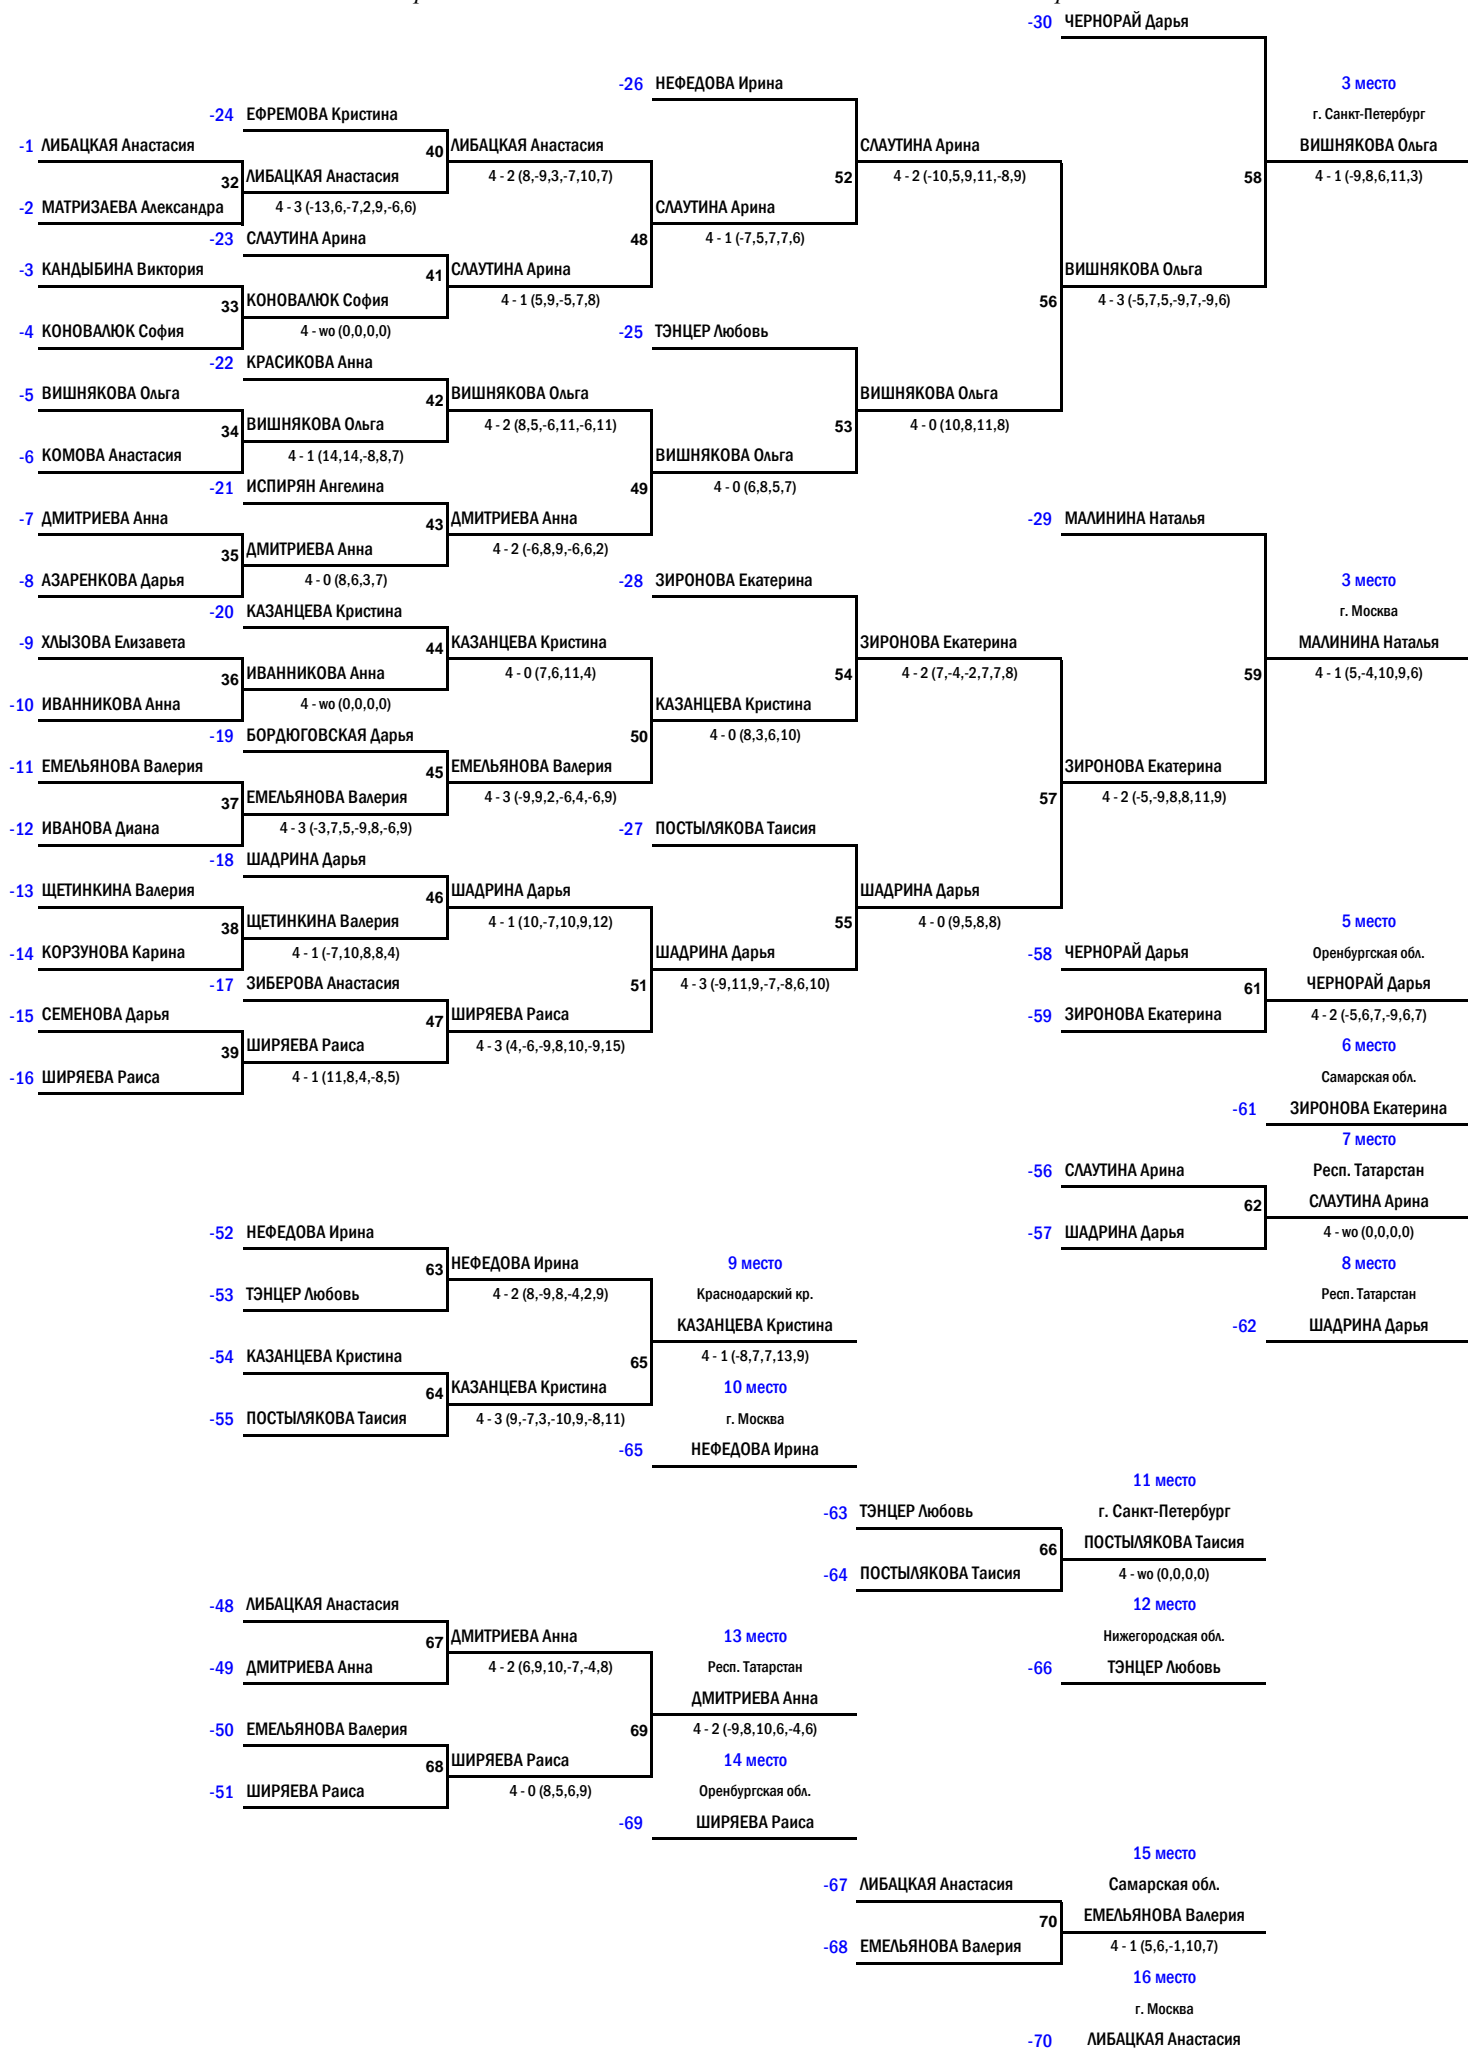 -30 ЧЕРНОРАЙ Дарья
-26 НЕФЕДОВА Ирина
3 место
-24 ЕФРЕМОВА Кристина
г. Санкт-Петербург
-1 ЛИБАЦКАЯ Анастасия
40 ЛИБАЦКАЯ Анастасия
СЛАУТИНА Арина
ВИШНЯКОВА Ольга
32 ЛИБАЦКАЯ Анастасия
4 - 2 (8,-9,3,-7,10,7)
52
4 - 2 (-10,5,9,11,-8,9)
58
4 - 1 (-9,8,6,11,3)
-2 МАТРИЗАЕВА Александра
4 - 3 (-13,6,-7,2,9,-6,6)
СЛАУТИНА Арина
-23 СЛАУТИНА Арина
48
4 - 1 (-7,5,7,7,6)
-3 КАНДЫБИНА Виктория
41 СЛАУТИНА Арина
ВИШНЯКОВА Ольга
33 КОНОВАЛЮК София
4 - 1 (5,9,-5,7,8)
56
4 - 3 (-5,7,5,-9,7,-9,6)
-4 КОНОВАЛЮК София
4 - wo (0,0,0,0)
-25 ТЭНЦЕР Любовь
-22 КРАСИКОВА Анна
-5 ВИШНЯКОВА Ольга
42 ВИШНЯКОВА Ольга
ВИШНЯКОВА Ольга
34 ВИШНЯКОВА Ольга
4 - 2 (8,5,-6,11,-6,11)
53
4 - 0 (10,8,11,8)
-6 КОМОВА Анастасия
4 - 1 (14,14,-8,8,7)
ВИШНЯКОВА Ольга
-21 ИСПИРЯН Ангелина
49
4 - 0 (6,8,5,7)
-7 ДМИТРИЕВА Анна
43 ДМИТРИЕВА Анна
-29 МАЛИНИНА Наталья
35 ДМИТРИЕВА Анна
4 - 2 (-6,8,9,-6,6,2)
-8 АЗАРЕНКОВА Дарья
4 - 0 (8,6,3,7)
-28 ЗИРОНОВА Екатерина
3 место
-20 КАЗАНЦЕВА Кристина
г. Москва
-9 ХЛЫЗОВА Елизавета
44 КАЗАНЦЕВА Кристина
ЗИРОНОВА Екатерина
МАЛИНИНА Наталья
36 ИВАННИКОВА Анна
4 - 0 (7,6,11,4)
54
4 - 2 (7,-4,-2,7,7,8)
59
4 - 1 (5,-4,10,9,6)
-10 ИВАННИКОВА Анна
4 - wo (0,0,0,0)
КАЗАНЦЕВА Кристина
-19 БОРДЮГОВСКАЯ Дарья
50
4 - 0 (8,3,6,10)
-11 ЕМЕЛЬЯНОВА Валерия
45 ЕМЕЛЬЯНОВА Валерия
ЗИРОНОВА Екатерина
37 ЕМЕЛЬЯНОВА Валерия
4 - 3 (-9,9,2,-6,4,-6,9)
57
4 - 2 (-5,-9,8,8,11,9)
-12 ИВАНОВА Диана
4 - 3 (-3,7,5,-9,8,-6,9)
-27 ПОСТЫЛЯКОВА Таисия
-18 ШАДРИНА Дарья
-13 ЩЕТИНКИНА Валерия
46 ШАДРИНА Дарья
ШАДРИНА Дарья
38 ЩЕТИНКИНА Валерия
4 - 1 (10,-7,10,9,12)
55
4 - 0 (9,5,8,8)
5 место
-14 КОРЗУНОВА Карина
4 - 1 (-7,10,8,8,4)
ШАДРИНА Дарья
-58 ЧЕРНОРАЙ Дарья
Оренбургская обл.
-17 ЗИБЕРОВА Анастасия
51
4 - 3 (-9,11,9,-7,-8,6,10)
61
ЧЕРНОРАЙ Дарья
-15 СЕМЕНОВА Дарья
47 ШИРЯЕВА Раиса
-59 ЗИРОНОВА Екатерина
4 - 2 (-5,6,7,-9,6,7)
39 ШИРЯЕВА Раиса
4 - 3 (4,-6,-9,8,10,-9,15)
6 место
-16 ШИРЯЕВА Раиса
4 - 1 (11,8,4,-8,5)
Самарская обл.
-61 ЗИРОНОВА Екатерина
7 место
-56 СЛАУТИНА Арина
Респ. Татарстан
62
СЛАУТИНА Арина
-52 НЕФЕДОВА Ирина
-57 ШАДРИНА Дарья
4 - wo (0,0,0,0)
63 НЕФЕДОВА Ирина
9 место
8 место
-53 ТЭНЦЕР Любовь
4 - 2 (8,-9,8,-4,2,9)
Краснодарский кр.
Респ. Татарстан
КАЗАНЦЕВА Кристина
-62 ШАДРИНА Дарья
-54 КАЗАНЦЕВА Кристина
65
4 - 1 (-8,7,7,13,9)
64 КАЗАНЦЕВА Кристина
10 место
-55 ПОСТЫЛЯКОВА Таисия
4 - 3 (9,-7,3,-10,9,-8,11)
г. Москва
-65 НЕФЕДОВА Ирина
11 место
-63 ТЭНЦЕР Любовь
г. Санкт-Петербург
66
ПОСТЫЛЯКОВА Таисия
-64 ПОСТЫЛЯКОВА Таисия
4 - wo (0,0,0,0)
-48 ЛИБАЦКАЯ Анастасия
12 место
67 ДМИТРИЕВА Анна
13 место
Нижегородская обл.
-49 ДМИТРИЕВА Анна
4 - 2 (6,9,10,-7,-4,8)
Респ. Татарстан
-66 ТЭНЦЕР Любовь
ДМИТРИЕВА Анна
-50 ЕМЕЛЬЯНОВА Валерия
69
4 - 2 (-9,8,10,6,-4,6)
68 ШИРЯЕВА Раиса
14 место
-51 ШИРЯЕВА Раиса
4 - 0 (8,5,6,9)
Оренбургская обл.
-69 ШИРЯЕВА Раиса
15 место
-67 ЛИБАЦКАЯ Анастасия
Самарская обл.
70
ЕМЕЛЬЯНОВА Валерия
-68 ЕМЕЛЬЯНОВА Валерия
4 - 1 (5,6,-1,10,7)
16 место
г. Москва
-70 ЛИБАЦКАЯ Анастасия